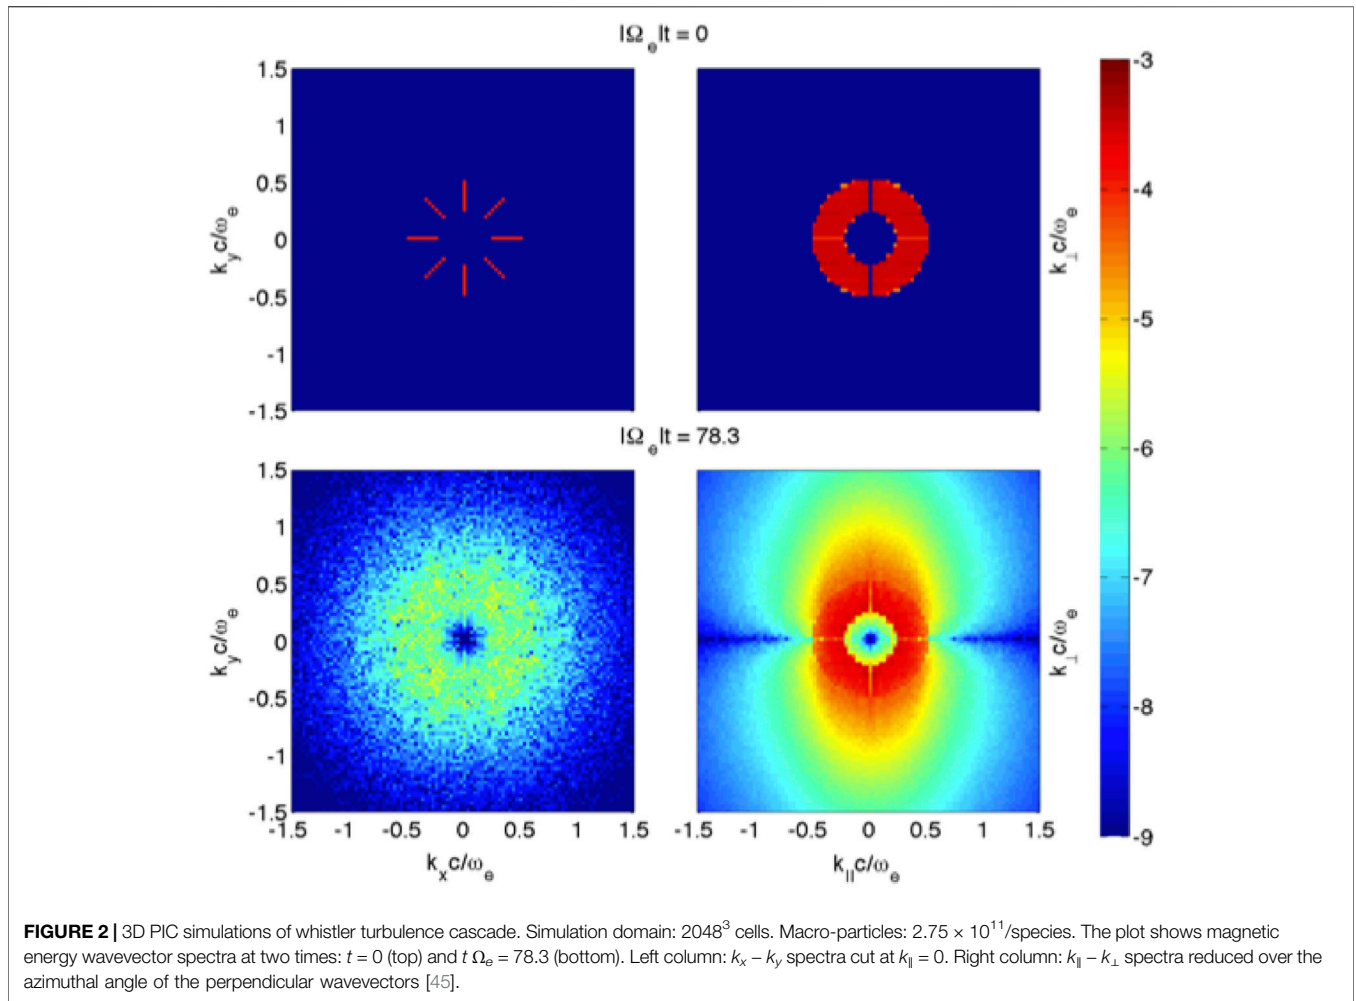 |Ω_e|t = 0
1.5
1
0.5
0
-0.5
-1
-1.5
k_y c/ω_e
k_⊥ c/ω_e
-3
-4
-5
-6
-7
-8
-9
|Ω_e|t = 78.3
1.5
1
0.5
0
-0.5
-1
-1.5
k_y c/ω_e
k_⊥ c/ω_e
-1.5 -1 -0.5 0 0.5 1 1.5
-1.5 -1 -0.5 0 0.5 1 1.5
k_x c/ω_e
k_|| c/ω_e
FIGURE 2 | 3D PIC simulations of whistler turbulence cascade. Simulation domain: 2048³ cells. Macro-particles: 2.75 × 10¹¹/species. The plot shows magnetic
energy wavevector spectra at two times: t = 0 (top) and t Ω_e = 78.3 (bottom). Left column: k_x – k_y spectra cut at k_∥ = 0. Right column: k_∥ – k_⊥ spectra reduced over the
azimuthal angle of the perpendicular wavevectors [45].